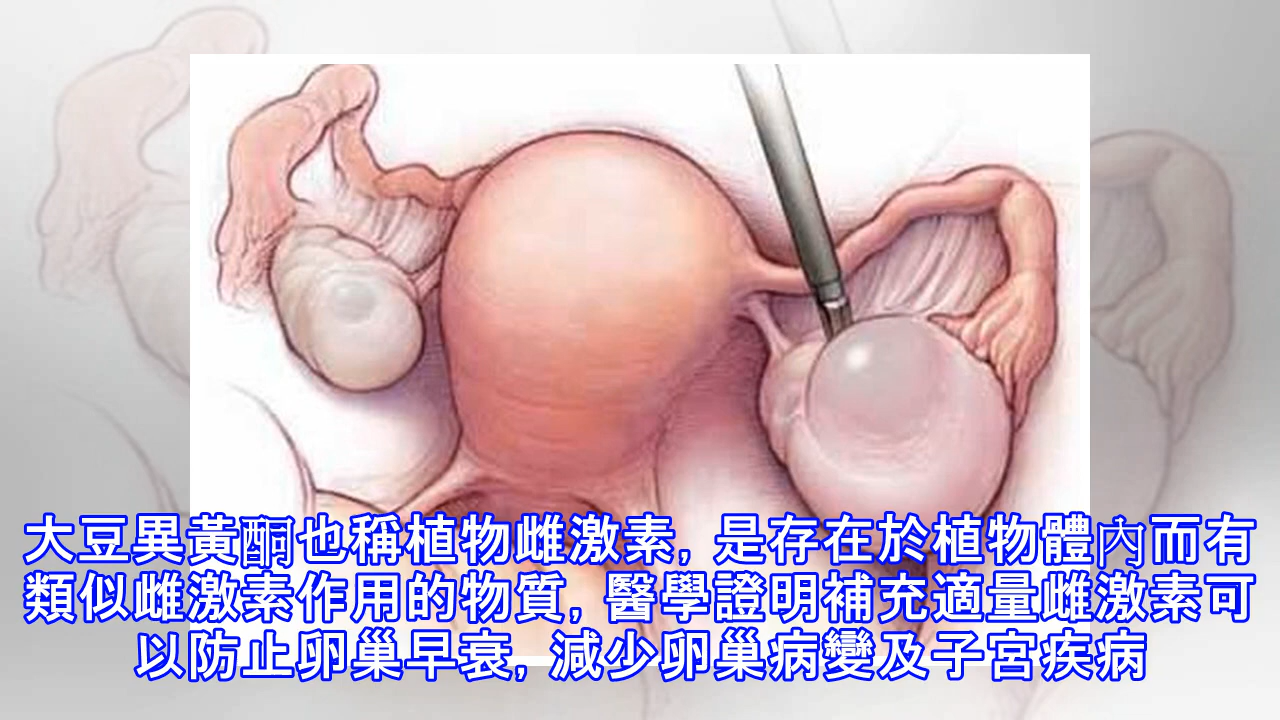 大豆異黃酮也稱植物雌激素, 是存在於植物體內而有
類似雌激素作用的物質, 醫學證明補充適量雌激素可
以防止卵巢早衰, 減少卵巢病變及子宮疾病